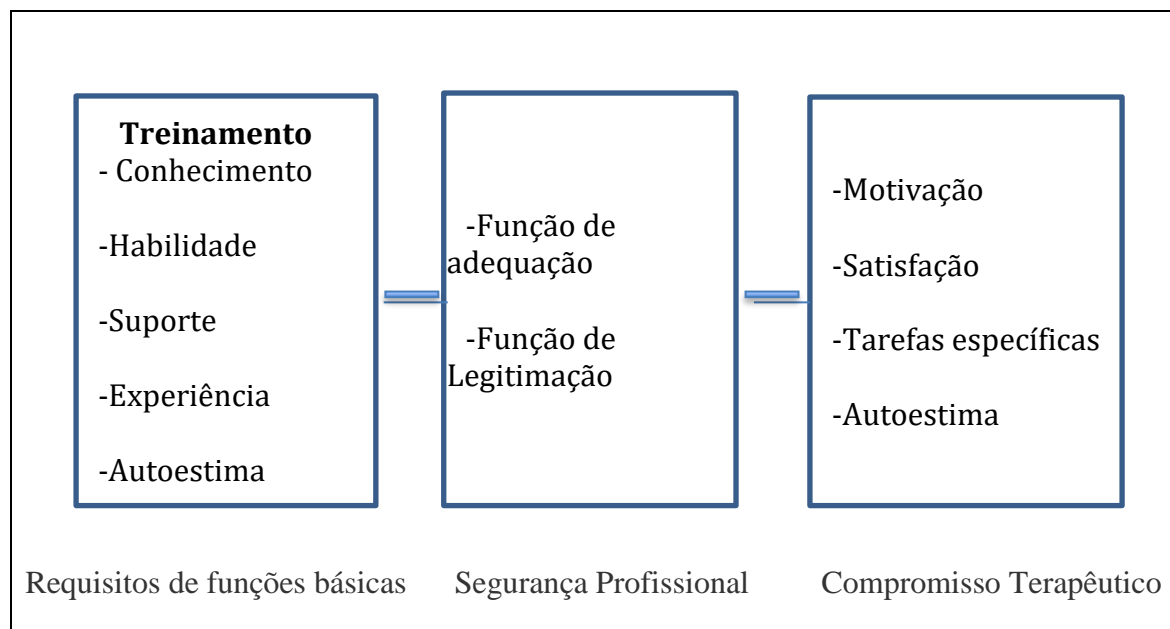 Treinamento
- Conhecimento
-Habilidade
-Suporte
-Experiência
-Autoestima
-Função de
adequação
-Função de
Legitimação
-Motivação
-Satisfação
-Tarefas específicas
-Autoestima
Requisitos de funções básicas
Segurança Profissional
Compromisso Terapêutico